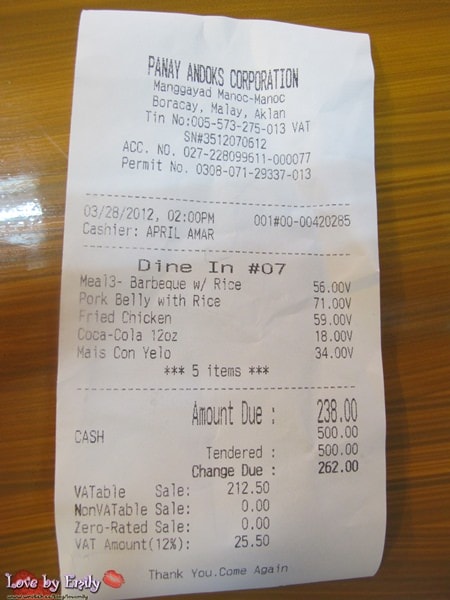 PANAY ANDOKS CORPORATION
Manggayad Manoc-Manoc
Boracay, Malay, Aklan
Tin No:005-573-275-013 VAT
SN#3512070612
ACC. NO. 027-228099611-000077
Permit No. 0308-071-29337-013
03/28/2012, 02:00PM 001#00-00420285
Cashier: APRIL AMAR
Dine In #07
Meal3- Barbeque w/ Rice 56.00V
Pork Belly with Rice 71.00V
Fried Chicken 59.00V
Coca-Cola 12oz 18.00V
Mais Con Yelo 34.00V
*** 5 items ***
Amount Due : 238.00
CASH 500.00
Tendered : 500.00
Change Due : 262.00
VATable Sale: 212.50
NonVATable Sale: 0.00
Zero-Rated Sale: 0.00
VAT Amount(12%): 25.50
Thank You.Come Again
Love by Emily